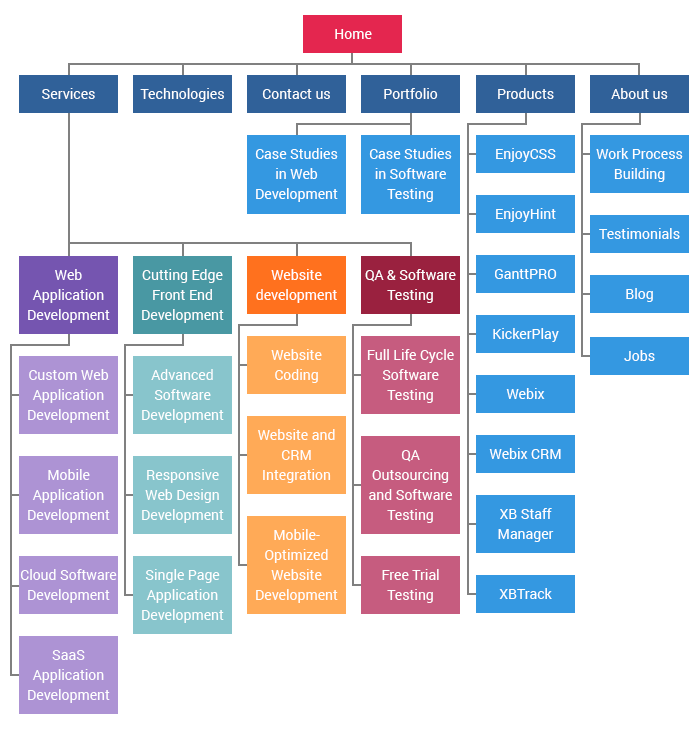 Home
Services
Technologies
Contact us
Portfolio
Products
About us
Case Studies
in Web
Development
Case Studies
in Software
Testing
EnjoyCSS
EnjoyHint
GanttPRO
KickerPlay
Webix
Webix CRM
XB Staff
Manager
XBTrack
Work Process
Building
Testimonials
Blog
Jobs
Web
Application
Development
Custom Web
Application
Development
Mobile
Application
Development
Cloud Software
Development
SaaS
Application
Development
Cutting Edge
Front End
Development
Advanced
Software
Development
Responsive
Web Design
Development
Single Page
Application
Development
Website
development
Website
Coding
Website and
CRM
Integration
Mobile-
Optimized
Website
Development
QA & Software
Testing
Full Life Cycle
Software
Testing
QA
Outsourcing
and Software
Testing
Free Trial
Testing